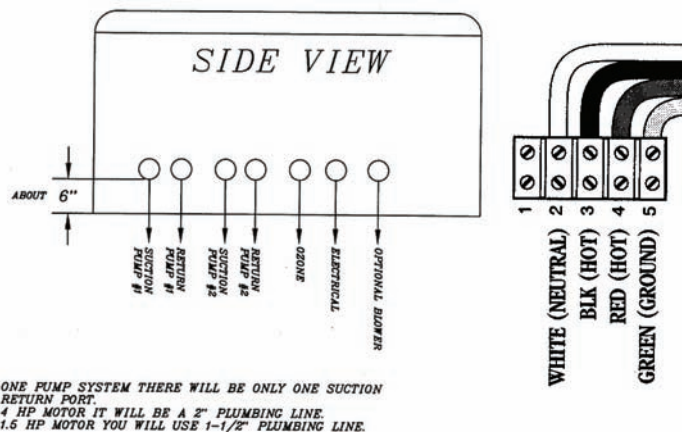 SIDE VIEW
ABOUT 6"
SUCTION PUMP #1
RETURN PUMP #1
SUCTION PUMP #2
RETURN PUMP #2
OZONE
ELECTRICAL
OPTIONAL BLOWER
1
2
3
4
5
WHITE (NEUTRAL)
BLK (HOT)
RED (HOT)
GREEN (GROUND)
ONE PUMP SYSTEM THERE WILL BE ONLY ONE SUCTION
RETURN PORT.
4 HP MOTOR IT WILL BE A 2" PLUMBING LINE.
1.5 HP MOTOR YOU WILL USE 1-1/2" PLUMBING LINE.